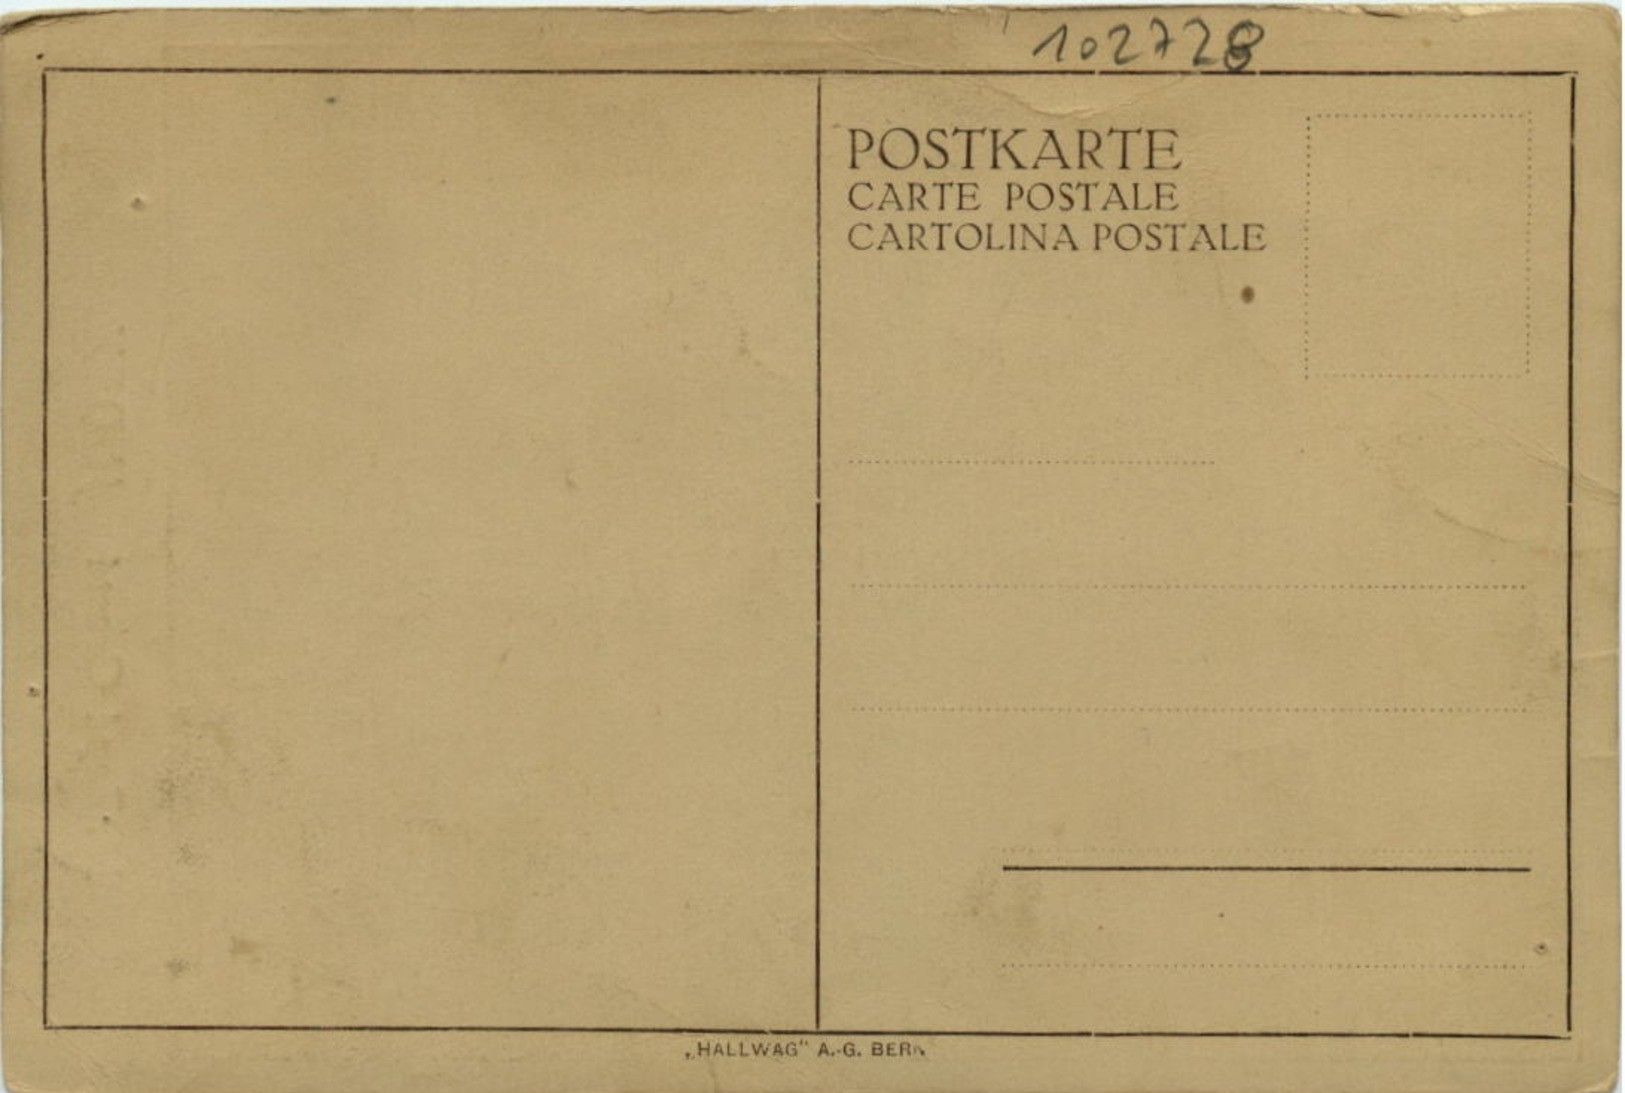 102728
POSTKARTE
CARTE POSTALE
CARTOLINA POSTALE
„HALLWAG" A.-G. BERN